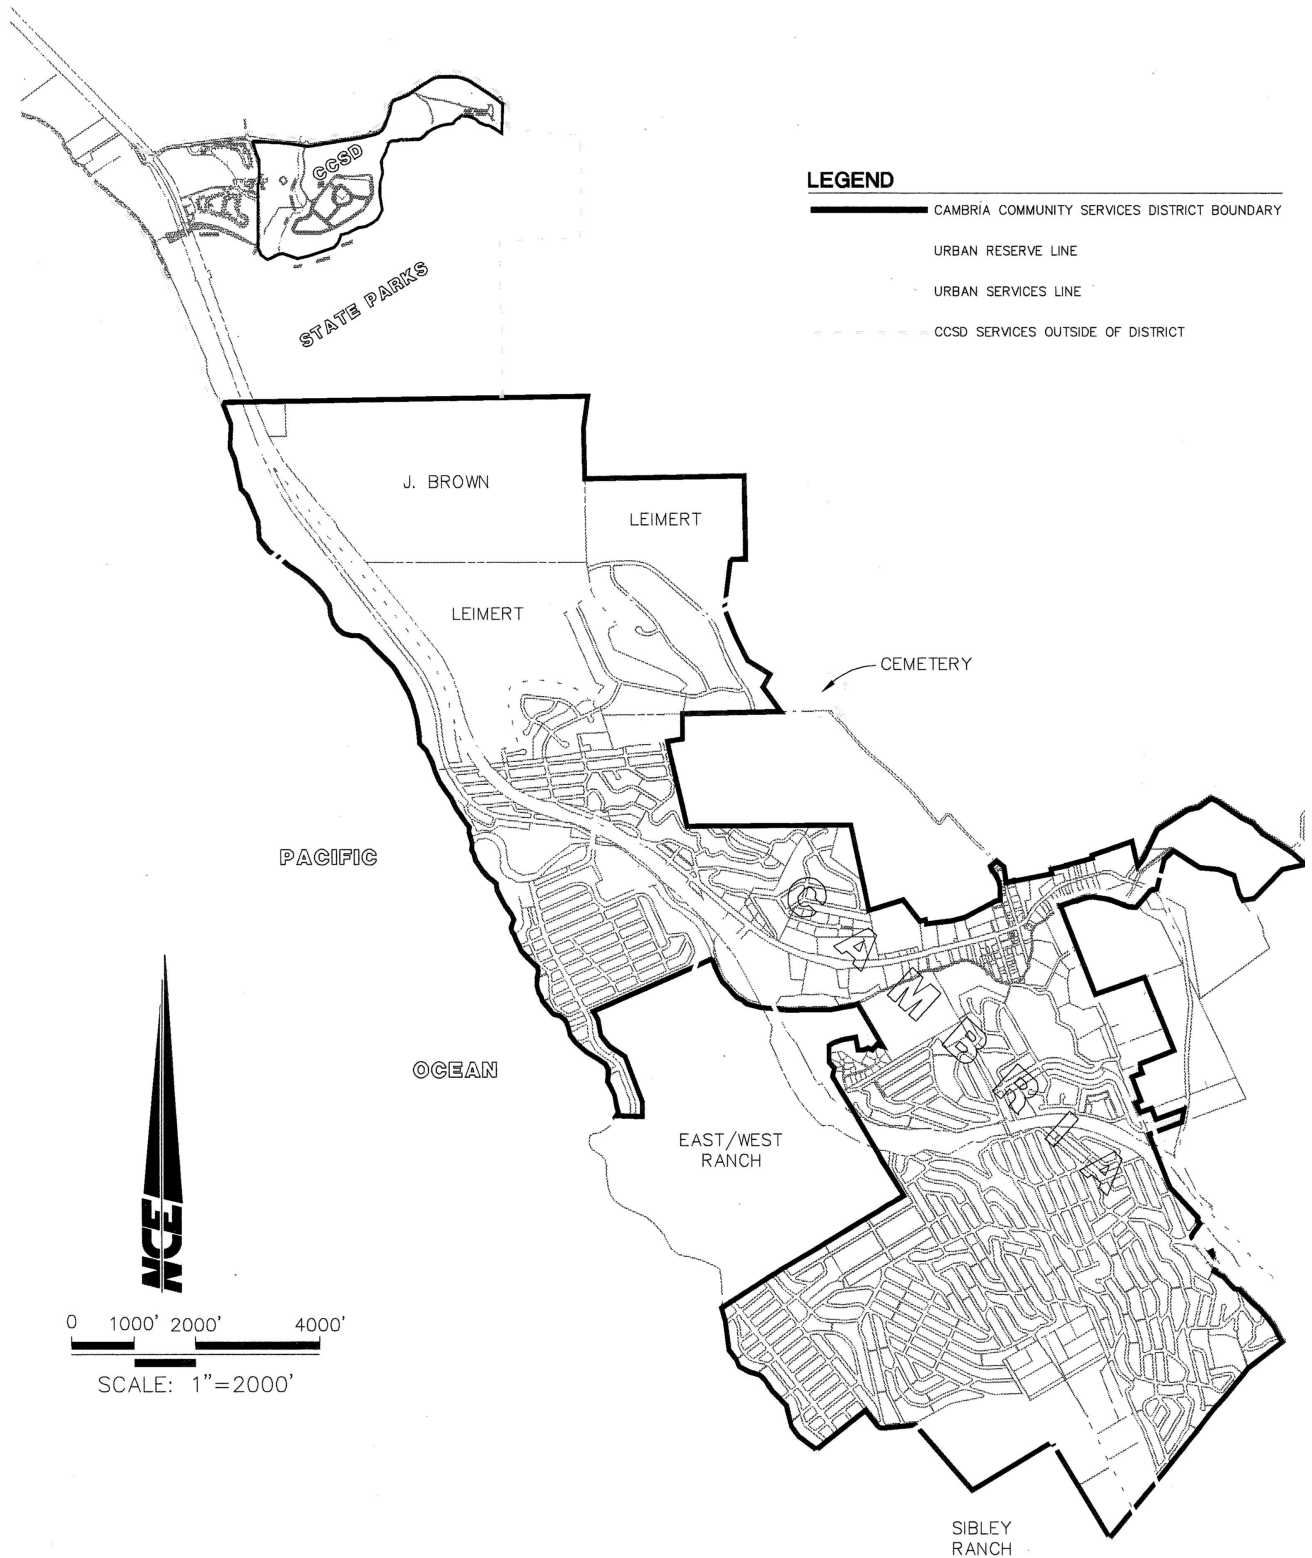 CCSD
STATE PARKS
LEGEND
CAMBRIA COMMUNITY SERVICES DISTRICT BOUNDARY
URBAN RESERVE LINE
URBAN SERVICES LINE
CCSD SERVICES OUTSIDE OF DISTRICT
J. BROWN
LEIMERT
LEIMERT
CEMETERY
PACIFIC
OCEAN
CAMBRIA
EAST/WEST
RANCH
NCE
0 1000' 2000' 4000'
SCALE: 1"=2000'
SIBLEY
RANCH